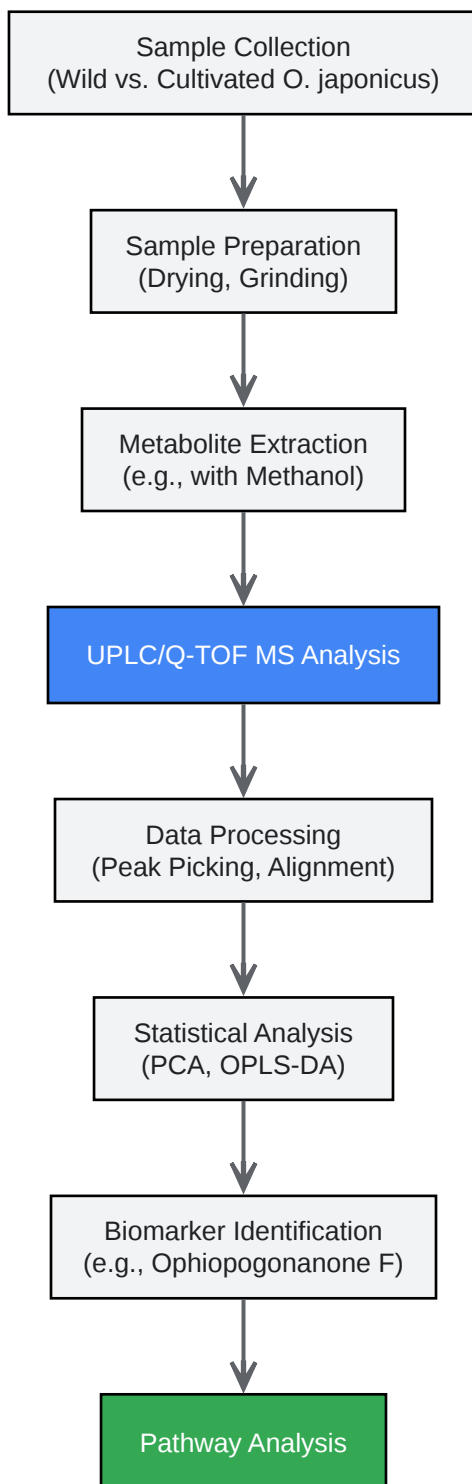 Sample Collection
(Wild vs. Cultivated O. japonicus)
Sample Preparation
(Drying, Grinding)
Metabolite Extraction
(e.g., with Methanol)
UPLC/Q-TOF MS Analysis
Data Processing
(Peak Picking, Alignment)
Statistical Analysis
(PCA, OPLS-DA)
Biomarker Identification
(e.g., Ophiopogonanone F)
Pathway Analysis